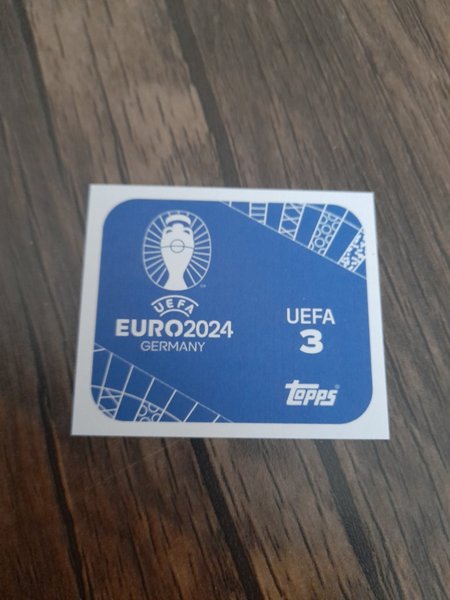 UEFA
EURO2024
GERMANY
UEFA
3
Topps